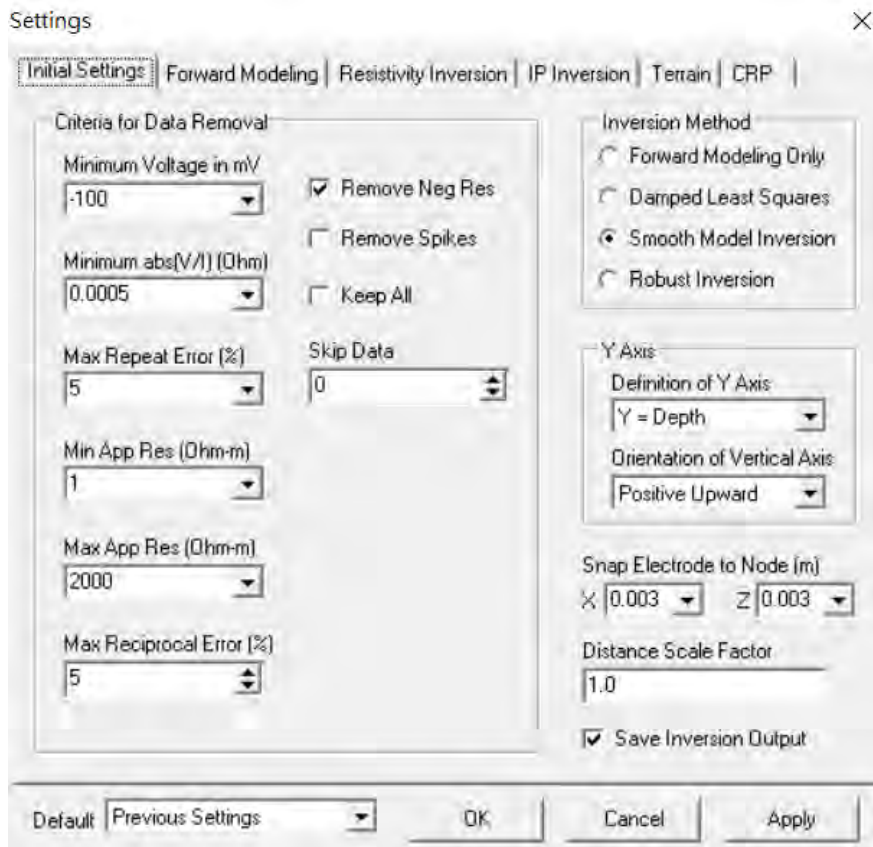 Settings
Initial Settings Forward Modeling Resistivity Inversion IP Inversion Terrain CRP
Criteria for Data Removal
Minimum Voltage in mV
-100
Minimum abs(V/I) (Ohm)
0.0005
Max Repeat Error (%)
5
Min App Res (Ohm-m)
1
Max App Res (Ohm-m)
2000
Max Reciprocal Error (%)
5
Remove Neg Res
Remove Spikes
Keep All
Skip Data
0
Inversion Method
Forward Modeling Only
Damped Least Squares
Smooth Model Inversion
Robust Inversion
Y Axis
Definition of Y Axis
Y = Depth
Orientation of Vertical Axis
Positive Upward
Snap Electrode to Node (m)
X 0.003 Z 0.003
Distance Scale Factor
1.0
Save Inversion Output
Default Previous Settings OK Cancel Apply